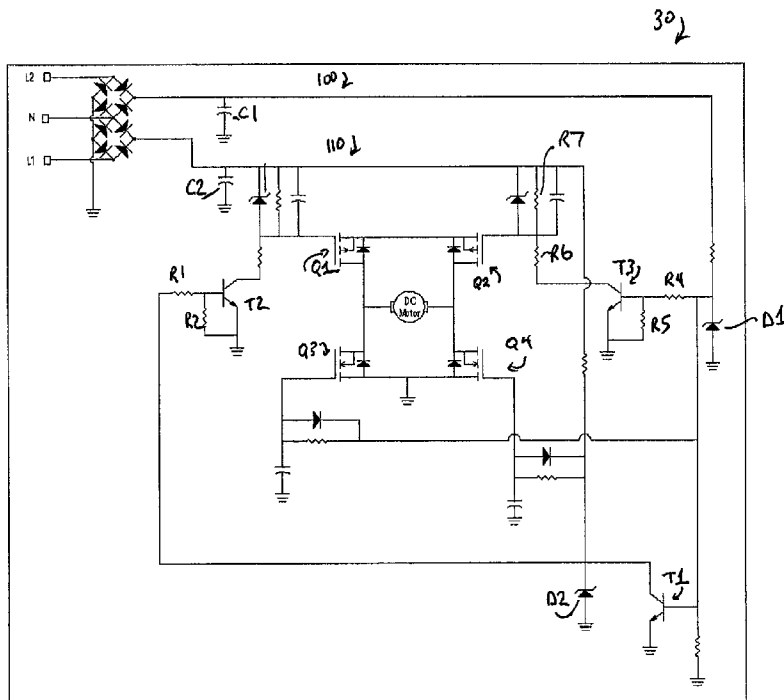 30
L2
100
N
C1
L1
110
R7
C2
Q1
Q2
R6
T3
R4
R1
T2
R2
DC
Motor
R5
D1
Q3
Q4
D2
T1